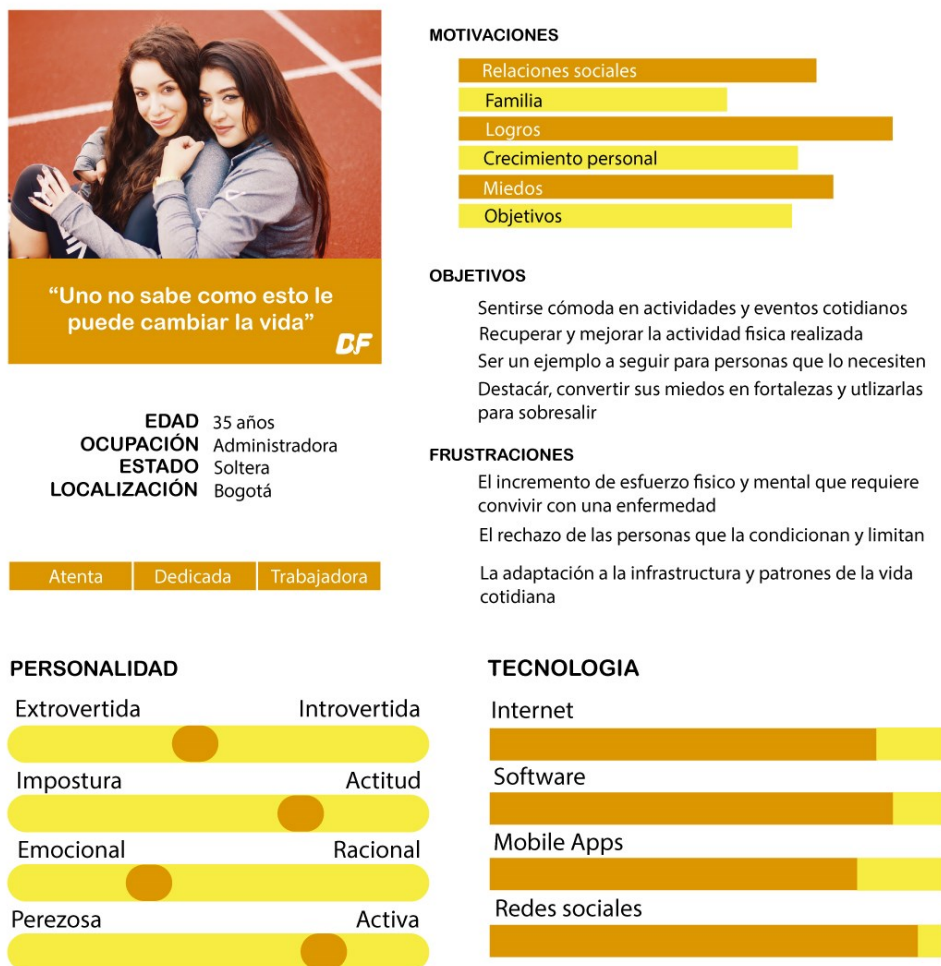 “Uno no sabe como esto le
puede cambiar la vida”
BF
EDAD 35 años
OCUPACIÓN Administradora
ESTADO Soltera
LOCALIZACIÓN Bogotá
Atenta Dedicada Trabajadora
MOTIVACIONES
Relaciones sociales
Familia
Logros
Crecimiento personal
Miedos
Objetivos
OBJETIVOS
Sentirse cómoda en actividades y eventos cotidianos
Recuperar y mejorar la actividad fisica realizada
Ser un ejemplo a seguir para personas que lo necesiten
Destacár, convertir sus miedos en fortalezas y utlizarlas
para sobresalir
FRUSTRACIONES
El incremento de esfuerzo fisico y mental que requiere
convivir con una enfermedad
El rechazo de las personas que la condicionan y limitan
La adaptación a la infrastructura y patrones de la vida
cotidiana
PERSONALIDAD
Extrovertida Introvertida
Impostura Actitud
Emocional Racional
Perezosa Activa
TECNOLOGIA
Internet
Software
Mobile Apps
Redes sociales